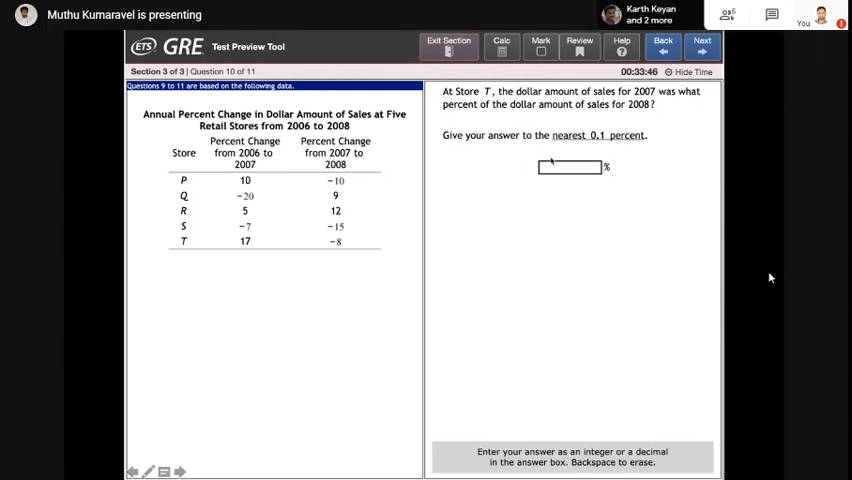 Muthu Kumaravel is presenting
Karth Keyan
and 2 more
5
You
ETS GRE Test Preview Tool
Exit Section
Calc
Mark
Review
Help
Back
Next
Section 3 of 3 | Question 10 of 11
00:33:46 Hide Time
Questions 9 to 11 are based on the following data.
Annual Percent Change in Dollar Amount of Sales at Five
Retail Stores from 2006 to 2008
Store
Percent Change
from 2006 to
2007
Percent Change
from 2007 to
2008
P 10 -10
Q -20 9
R 5 12
S -7 -15
T 17 -8
At Store T, the dollar amount of sales for 2007 was what
percent of the dollar amount of sales for 2008?
Give your answer to the nearest 0.1 percent.
%
Enter your answer as an integer or a decimal
in the answer box. Backspace to erase.